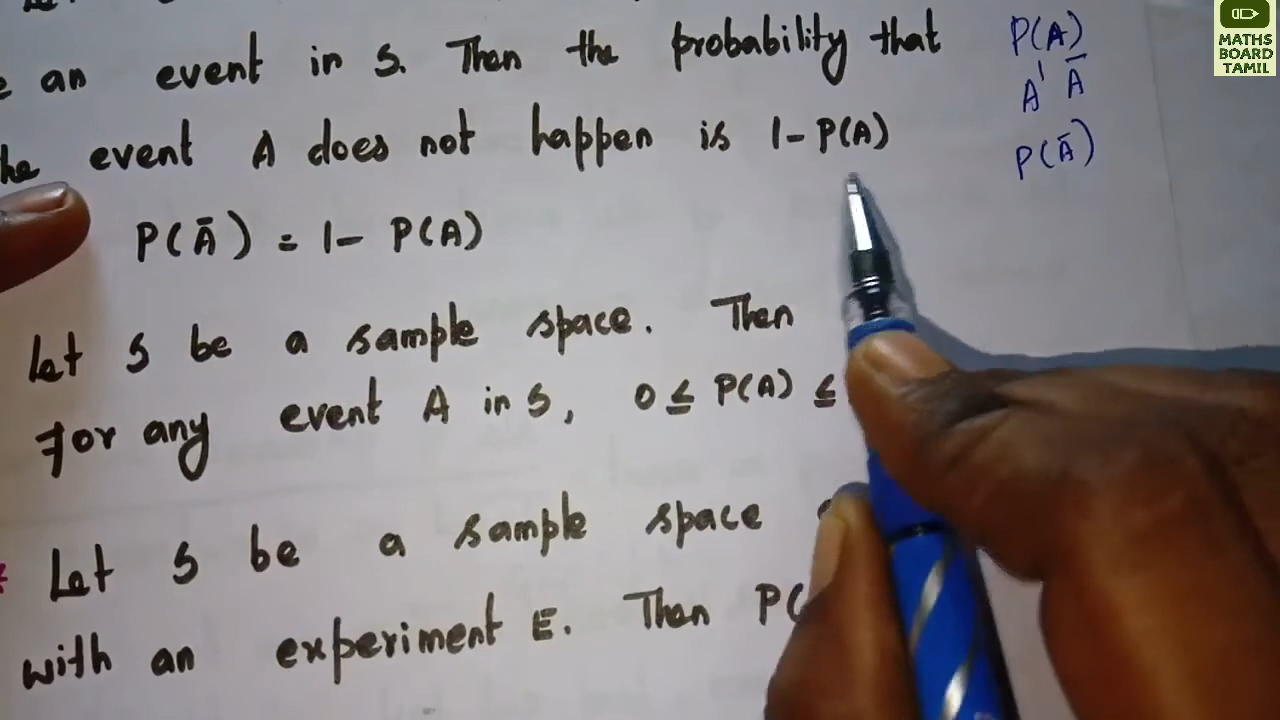 e an event in S. Then the probability that
the event A does not happen is 1-P(A)
P(Ā) = 1- P(A)
Let S be a sample space. Then
for any event A in S, 0 ≤ P(A) ≤
* Let S be a sample space
with an experiment E. Then P(
P(A)
A' Ā
P(Ā)
MATHS
BOARD
TAMIL